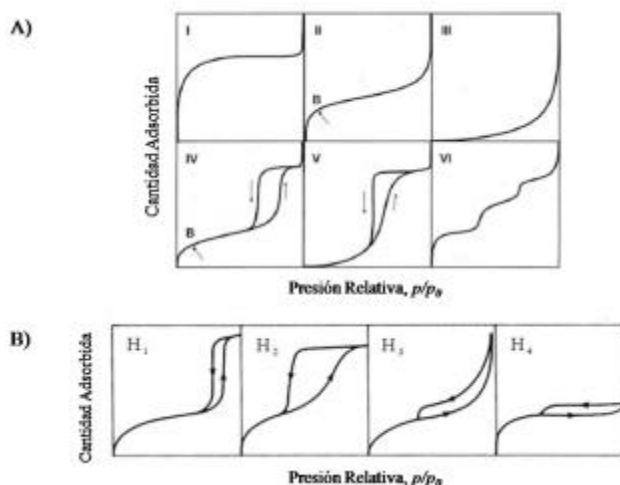 A)
Cantidad Adsorbida
I II III
B
IV V VI
B
Presión Relativa, p/p₀
B)
Cantidad Adsorbida
H₁ H₂ H₃ H₄
Presión Relativa, p/p₀